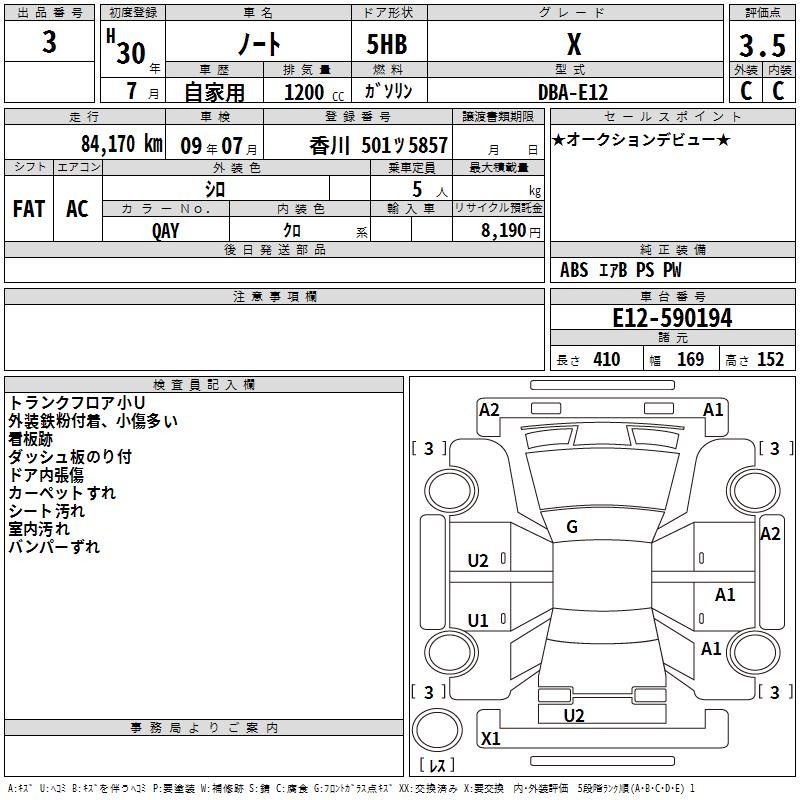 出品番号
3
初度登録
H30年
7月
車名
ノート
ドア形状
5HB
グレード
X
評価点
3.5
車歴
自家用
排気量
1200 CC
燃料
ガソリン
型式
DBA-E12
外装 内装
C C
走行
84,170 km
車検
09年07月
登録番号
香川 501ツ5857
譲渡書類期限
月 日
セールスポイント
★オークションデビュー★
シフト
FAT
エアコン
AC
外装色
シロ
乗車定員
5人
最大積載量
kg
カラーNo.
QAY
内装色
クロ 系
輸入車
リサイクル預託金
8,190円
後日発送部品
純正装備
ABS エアB PS PW
注意事項欄
車台番号
E12-590194
諸元
長さ 410 幅 169 高さ 152
検査員記入欄
トランクフロア小U
外装鉄粉付着、小傷多い
看板跡
ダッシュ板のり付
ドア内張傷
カーペットすれ
シート汚れ
室内汚れ
バンパーずれ
事務局よりご案内
A2 A1
[ 3 ] [ 3 ]
G
A2
U2
A1
U1
A1
[ 3 ] [ 3 ]
U2
X1
[ レス ]
A:キズ U:ヘコミ B:キズを伴うヘコミ P:要塗装 W:補修跡 S:錆 C:腐食 G:フロントガラス点キズ XX:交換済み X:要交換 内・外装評価 5段階ランク順(A・B・C・D・E) 1